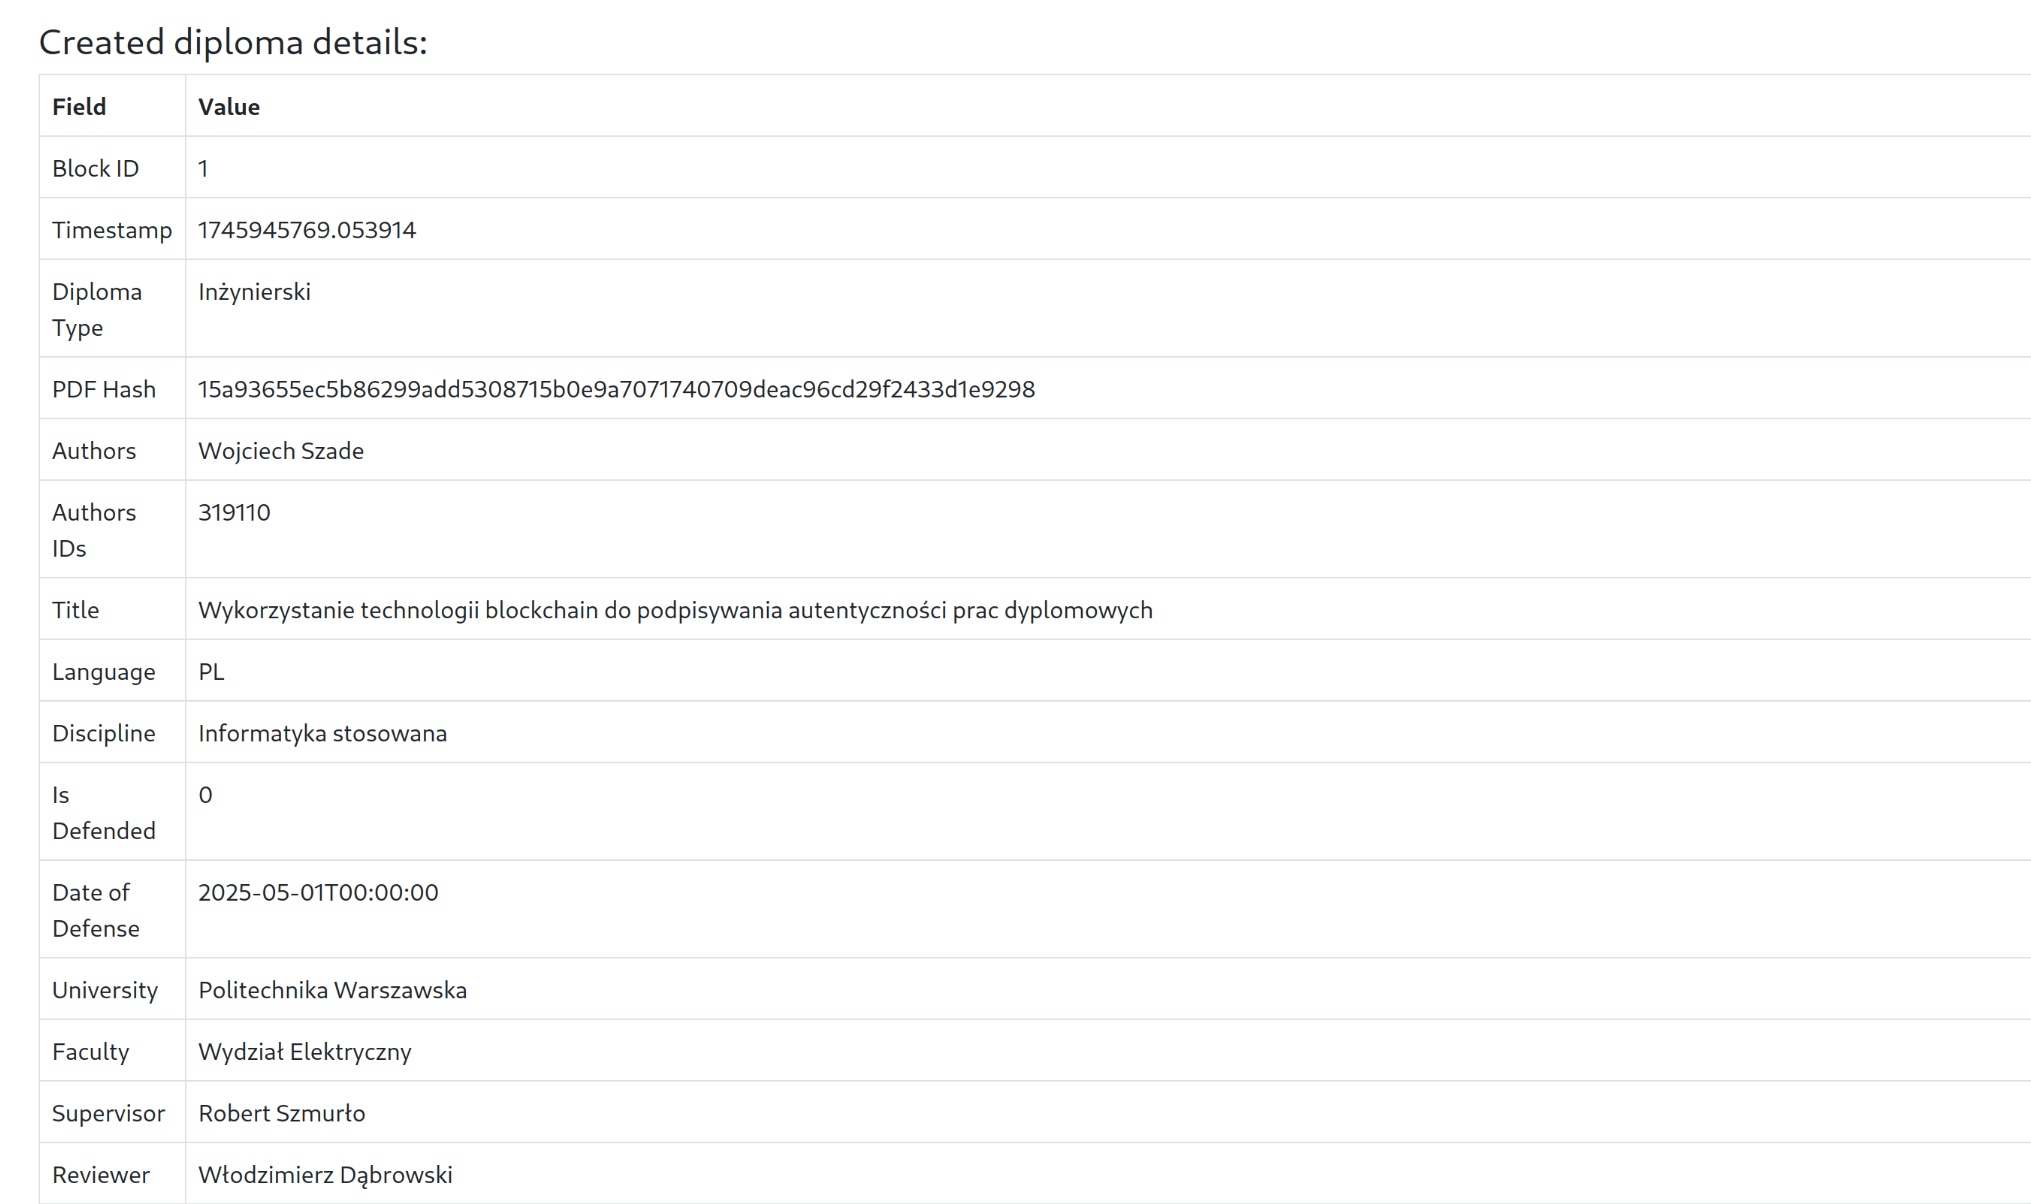 Created diploma details:
Field Value
Block ID 1
Timestamp 1745945769.053914
Diploma Inżynierski
Type
PDF Hash 15a93655ec5b86299add5308715b0e9a7071740709deac96cd29f2433d1e9298
Authors Wojciech Szade
Authors 319110
IDs
Title Wykorzystanie technologii blockchain do podpisywania autentyczności prac dyplomowych
Language PL
Discipline Informatyka stosowana
Is 0
Defended
Date of 2025-05-01T00:00:00
Defense
University Politechnika Warszawska
Faculty Wydział Elektryczny
Supervisor Robert Szmurło
Reviewer Włodzimierz Dąbrowski